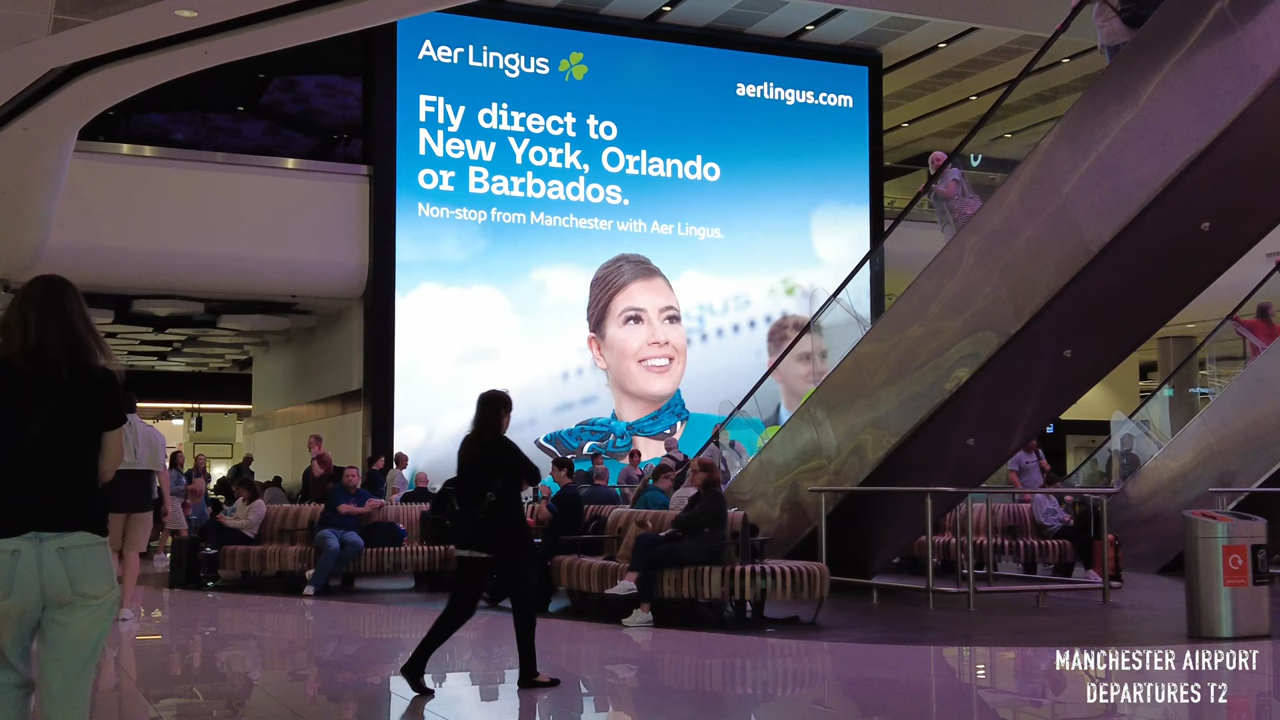 Aer Lingus
aerlingus.com
Fly direct to
New York, Orlando
or Barbados.
Non-stop from Manchester with Aer Lingus.
MANCHESTER AIRPORT
DEPARTURES T2